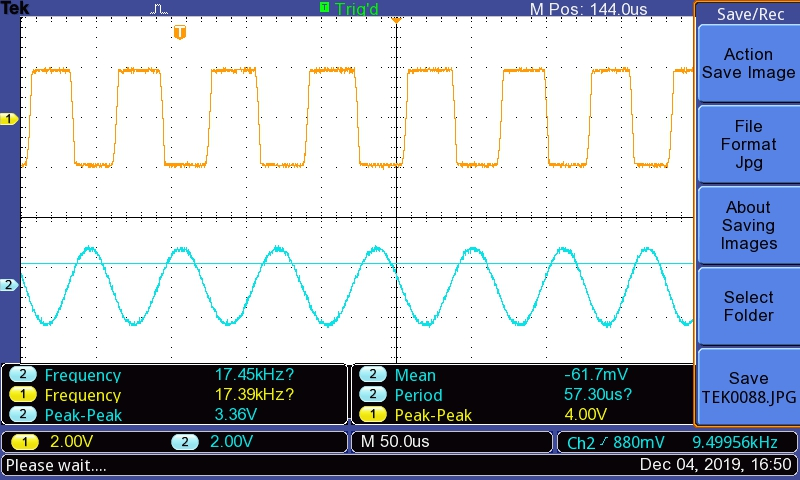 Tek
T Trig'd
M Pos: 144.0us
Save/Rec
T
1
2
Action
Save Image
File
Format
Jpg
About
Saving
Images
Select
Folder
Save
TEK0088.JPG
2 Frequency 17.45kHz?
1 Frequency 17.39kHz?
2 Peak-Peak 3.36V
2 Mean -61.7mV
2 Period 57.30us?
1 Peak-Peak 4.00V
1 2.00V 2 2.00V
M 50.0us
Ch2 / 880mV 9.49956kHz
Please wait....
Dec 04, 2019, 16:50